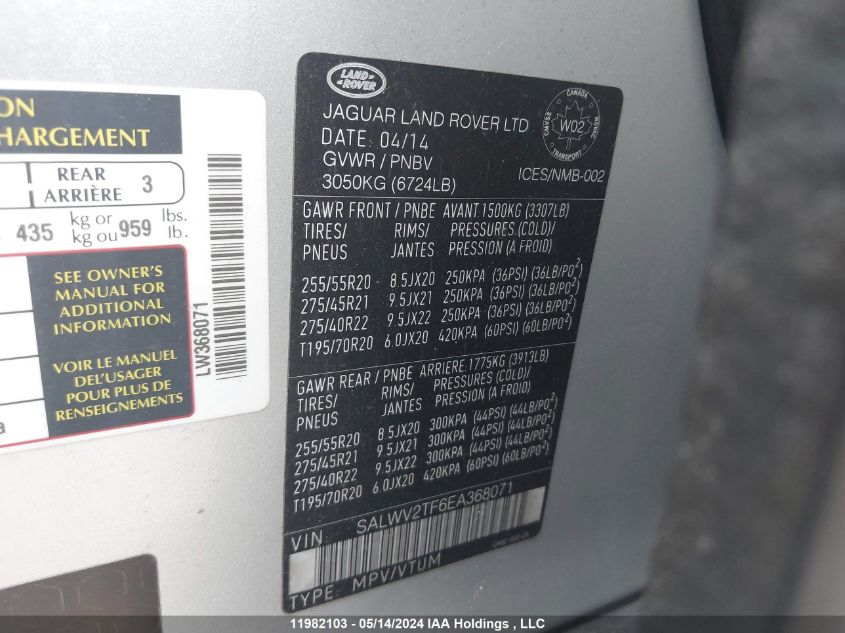 ON
CHARGEMENT
REAR
ARRIÈRE 3
435 kg or
kg ou 959 lbs.
lb.
SEE OWNER'S
MANUAL FOR
ADDITIONAL
INFORMATION
VOIR LE MANUEL
DEL'USAGER
POUR PLUS DE
RENSEIGNEMENTS
a
LW368071
LAND-
-ROVER
JAGUAR LAND ROVER LTD
DATE: 04/14
GVWR / PNBV
3050KG (6724LB)
CANADA
W02
TRANSPORT
ICES/NMB-002
GAWR FRONT / PNBE AVANT:1500KG (3307LB)
TIRES/ RIMS/ PRESSURES (COLD)/
PNEUS JANTES PRESSION (A FROID)
255/55R20 8.5JX20 250KPA (36PSI) (36LB/PO²)
275/45R21 9.5JX21 250KPA (36PSI) (36LB/PO²)
275/40R22 9.5JX22 250KPA (36PSI) (36LB/PO²)
T195/70R20 6.0JX20 420KPA (60PSI) (60LB/PO²)
GAWR REAR / PNBE ARRIERE:1775KG (3913LB)
TIRES/ RIMS/ PRESSURES (COLD)/
PNEUS JANTES PRESSION (A FROID)
255/55R20 8.5JX20 300KPA (44PSI) (44LB/PO²)
275/45R21 9.5JX21 300KPA (44PSI) (44LB/PO²)
275/40R22 9.5JX22 300KPA (44PSI) (44LB/PO²)
T195/70R20 6.0JX20 420KPA (60PSI) (60LB/PO²)
VIN: SALWV2TF6EA368071
TYPE: MPV/VTUM
11982103 - 05/14/2024 IAA Holdings , LLC